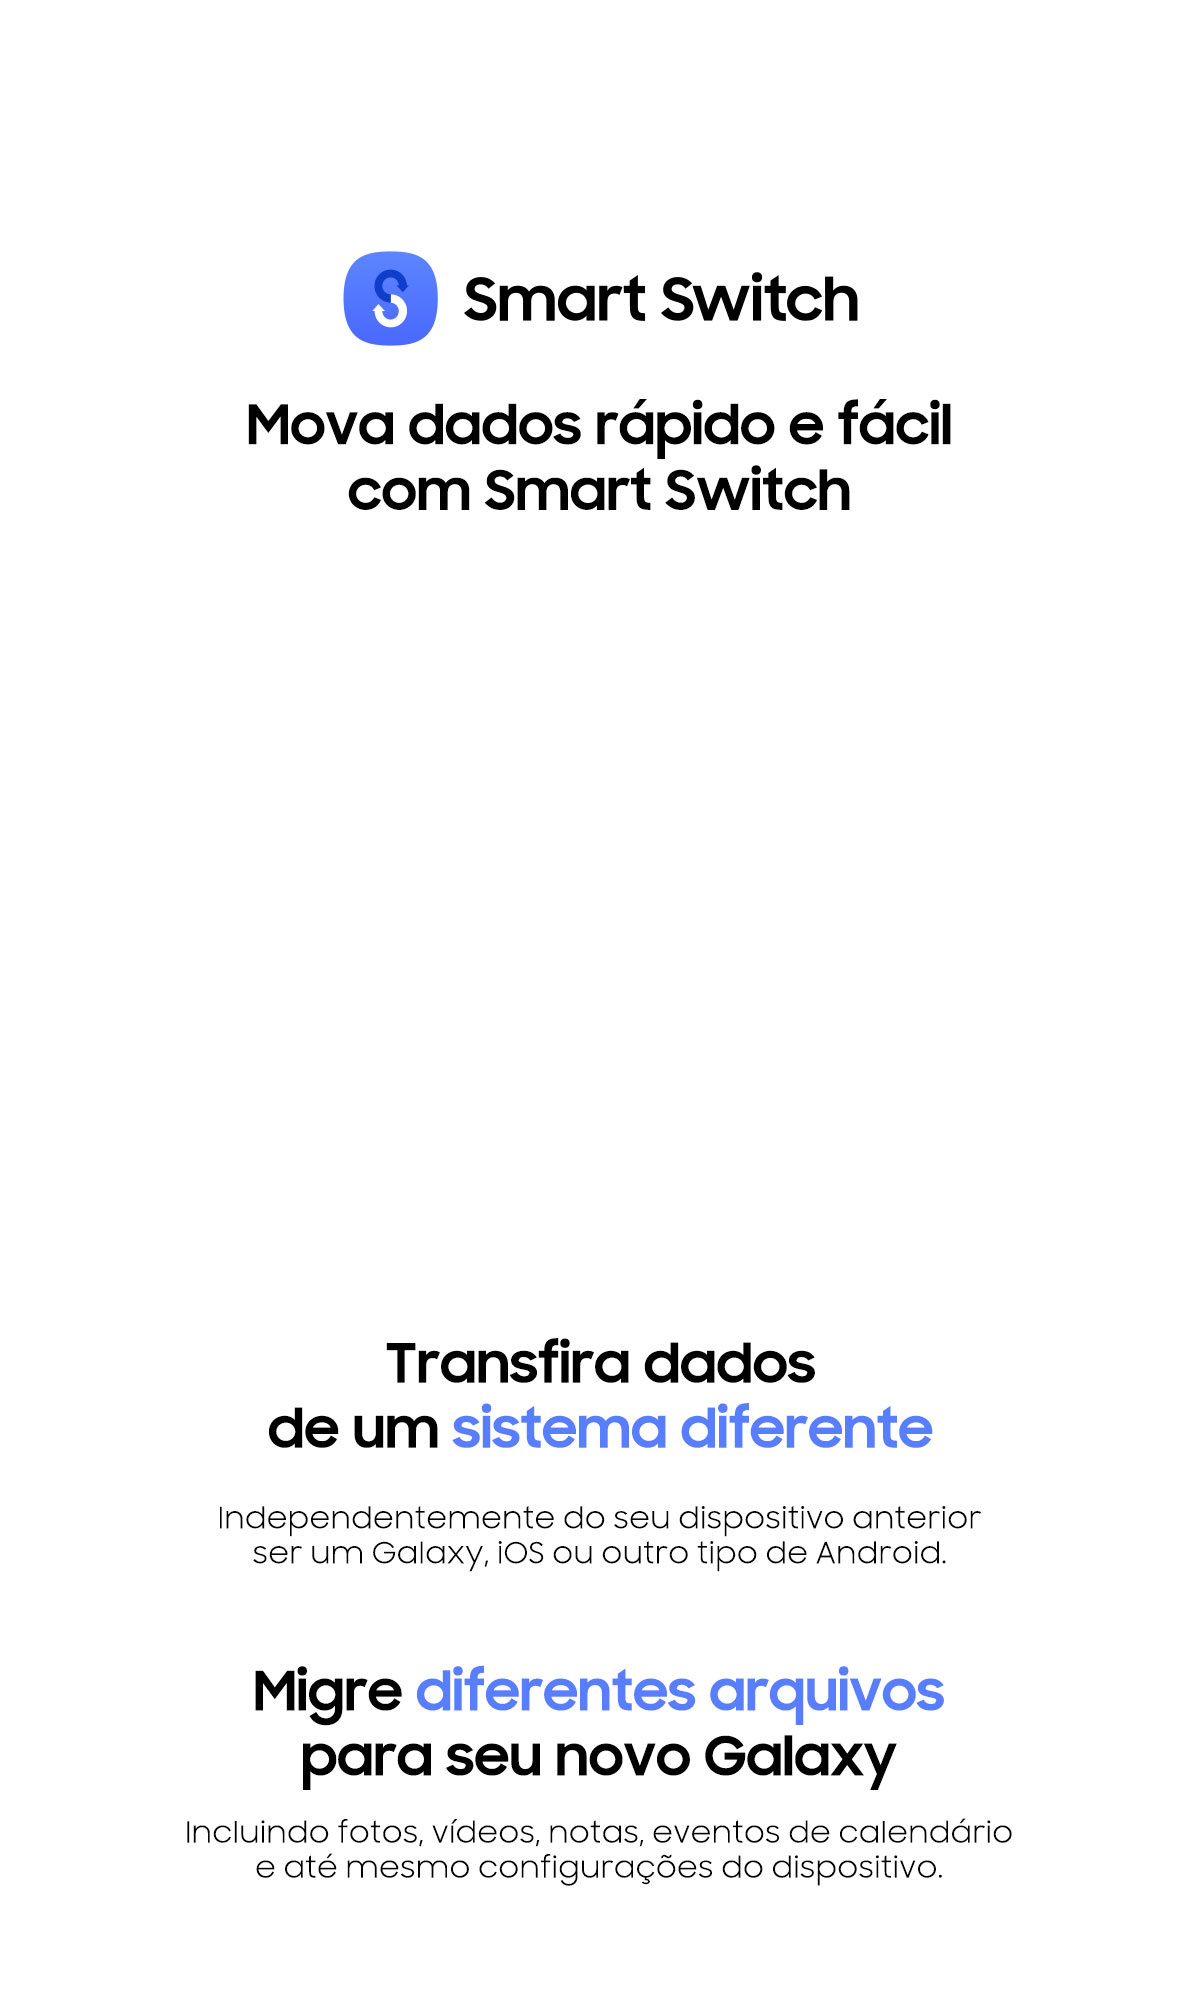 Smart Switch
Mova dados rápido e fácil
com Smart Switch
Transfira dados
de um sistema diferente
Independentemente do seu dispositivo anterior
ser um Galaxy, iOS ou outro tipo de Android.
Migre diferentes arquivos
para seu novo Galaxy
Incluindo fotos, vídeos, notas, eventos de calendário
e até mesmo configurações do dispositivo.